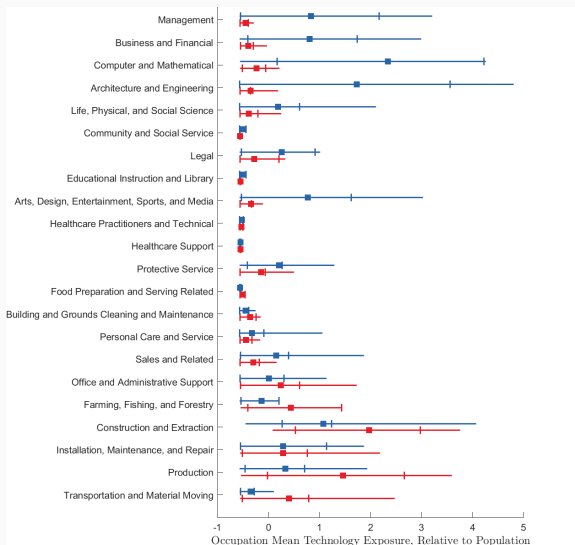 Management
Business and Financial
Computer and Mathematical
Architecture and Engineering
Life, Physical, and Social Science
Community and Social Service
Legal
Educational Instruction and Library
Arts, Design, Entertainment, Sports, and Media
Healthcare Practitioners and Technical
Healthcare Support
Protective Service
Food Preparation and Serving Related
Building and Grounds Cleaning and Maintenance
Personal Care and Service
Sales and Related
Office and Administrative Support
Farming, Fishing, and Forestry
Construction and Extraction
Installation, Maintenance, and Repair
Production
Transportation and Material Moving
-1 0 1 2 3 4 5
Occupation Mean Technology Exposure, Relative to Population